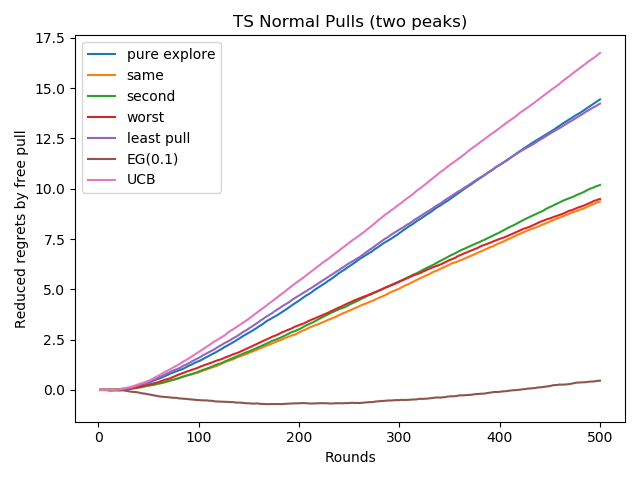 TS Normal Pulls (two peaks)
17.5
15.0
12.5
10.0
7.5
5.0
2.5
0.0
Reduced regrets by free pull
pure explore
same
second
worst
least pull
EG(0.1)
UCB
0
100
200
300
400
500
Rounds